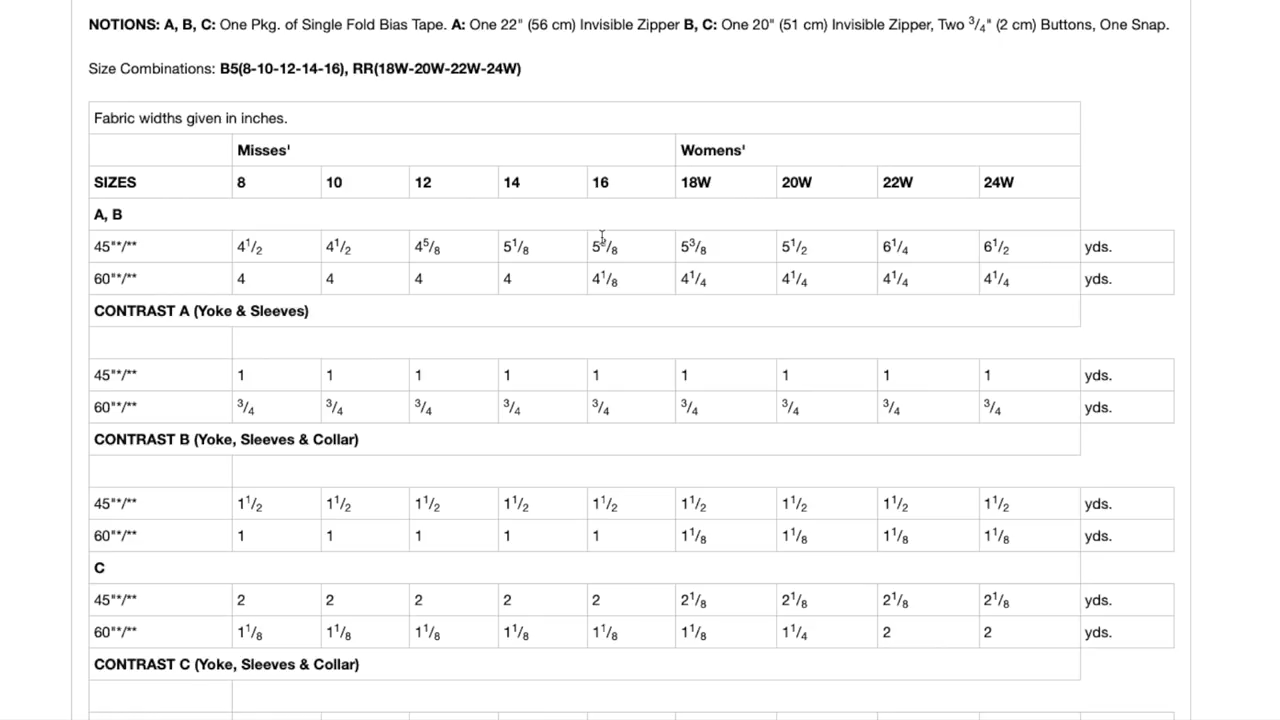 NOTIONS: A, B, C: One Pkg. of Single Fold Bias Tape. A: One 22" (56 cm) Invisible Zipper B, C: One 20" (51 cm) Invisible Zipper, Two 3/4" (2 cm) Buttons, One Snap.
Size Combinations: B5(8-10-12-14-16), RR(18W-20W-22W-24W)
Fabric widths given in inches.
Misses' Womens'
SIZES 8 10 12 14 16 18W 20W 22W 24W
A, B
45"*/** 4 1/2 4 1/2 4 5/8 5 1/8 5 /8 5 3/8 5 1/2 6 1/4 6 1/2 yds.
60"*/** 4 4 4 4 4 1/8 4 1/4 4 1/4 4 1/4 4 1/4 yds.
CONTRAST A (Yoke & Sleeves)
45"*/** 1 1 1 1 1 1 1 1 1 yds.
60"*/** 3/4 3/4 3/4 3/4 3/4 3/4 3/4 3/4 3/4 yds.
CONTRAST B (Yoke, Sleeves & Collar)
45"*/** 1 1/2 1 1/2 1 1/2 1 1/2 1 1/2 1 1/2 1 1/2 1 1/2 1 1/2 yds.
60"*/** 1 1 1 1 1 1 1/8 1 1/8 1 1/8 1 1/8 yds.
C
45"*/** 2 2 2 2 2 2 1/8 2 1/8 2 1/8 2 1/8 yds.
60"*/** 1 1/8 1 1/8 1 1/8 1 1/8 1 1/8 1 1/8 1 1/4 2 2 yds.
CONTRAST C (Yoke, Sleeves & Collar)